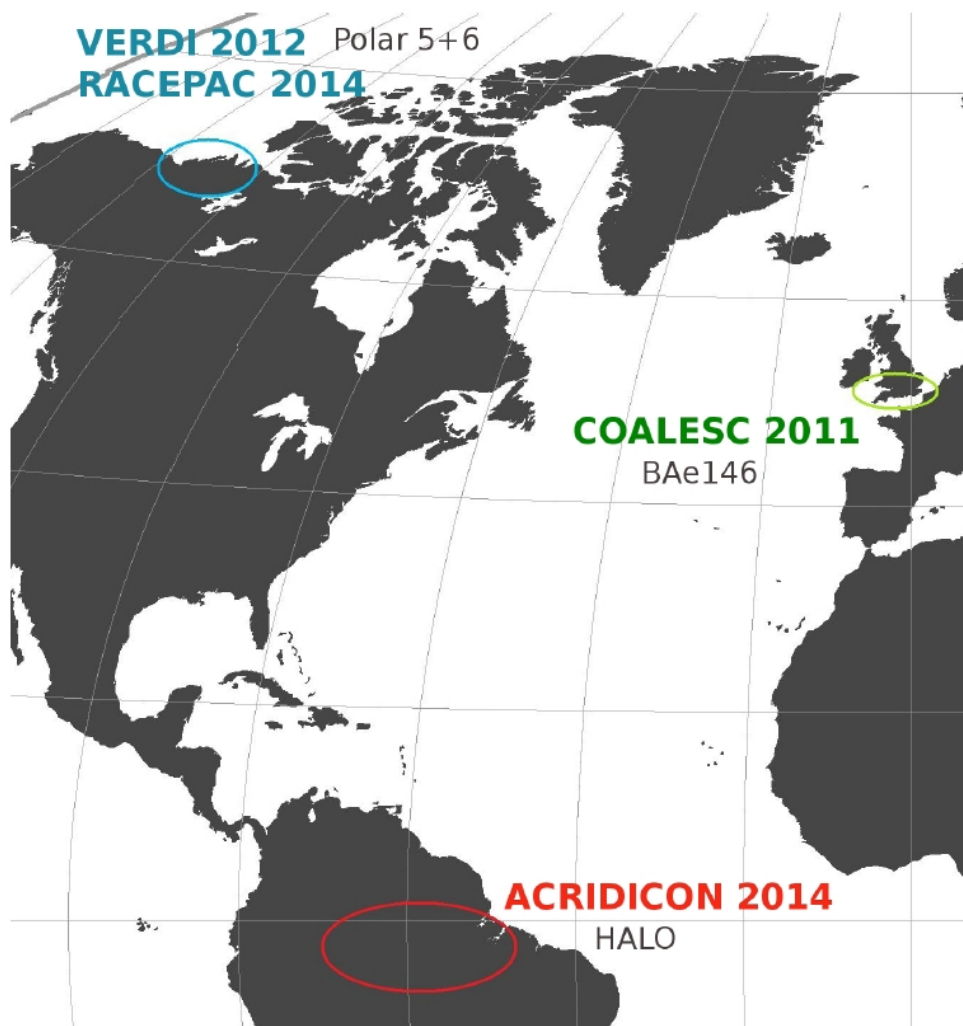 VERDI 2012 Polar 5+6
RACEPAC 2014
COALESC 2011
BAe146
ACRIDICON 2014
HALO